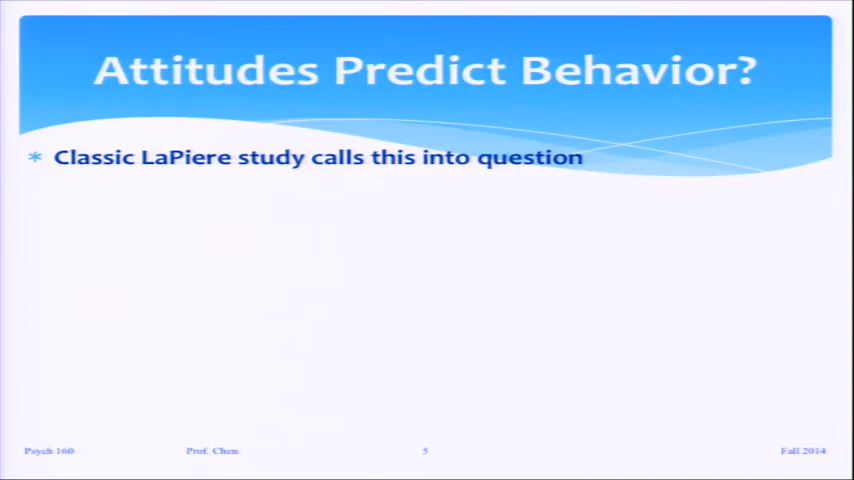 Attitudes Predict Behavior?
* Classic LaPiere study calls this into question
Psych 160 Prof. Chen 5 Fall 2014